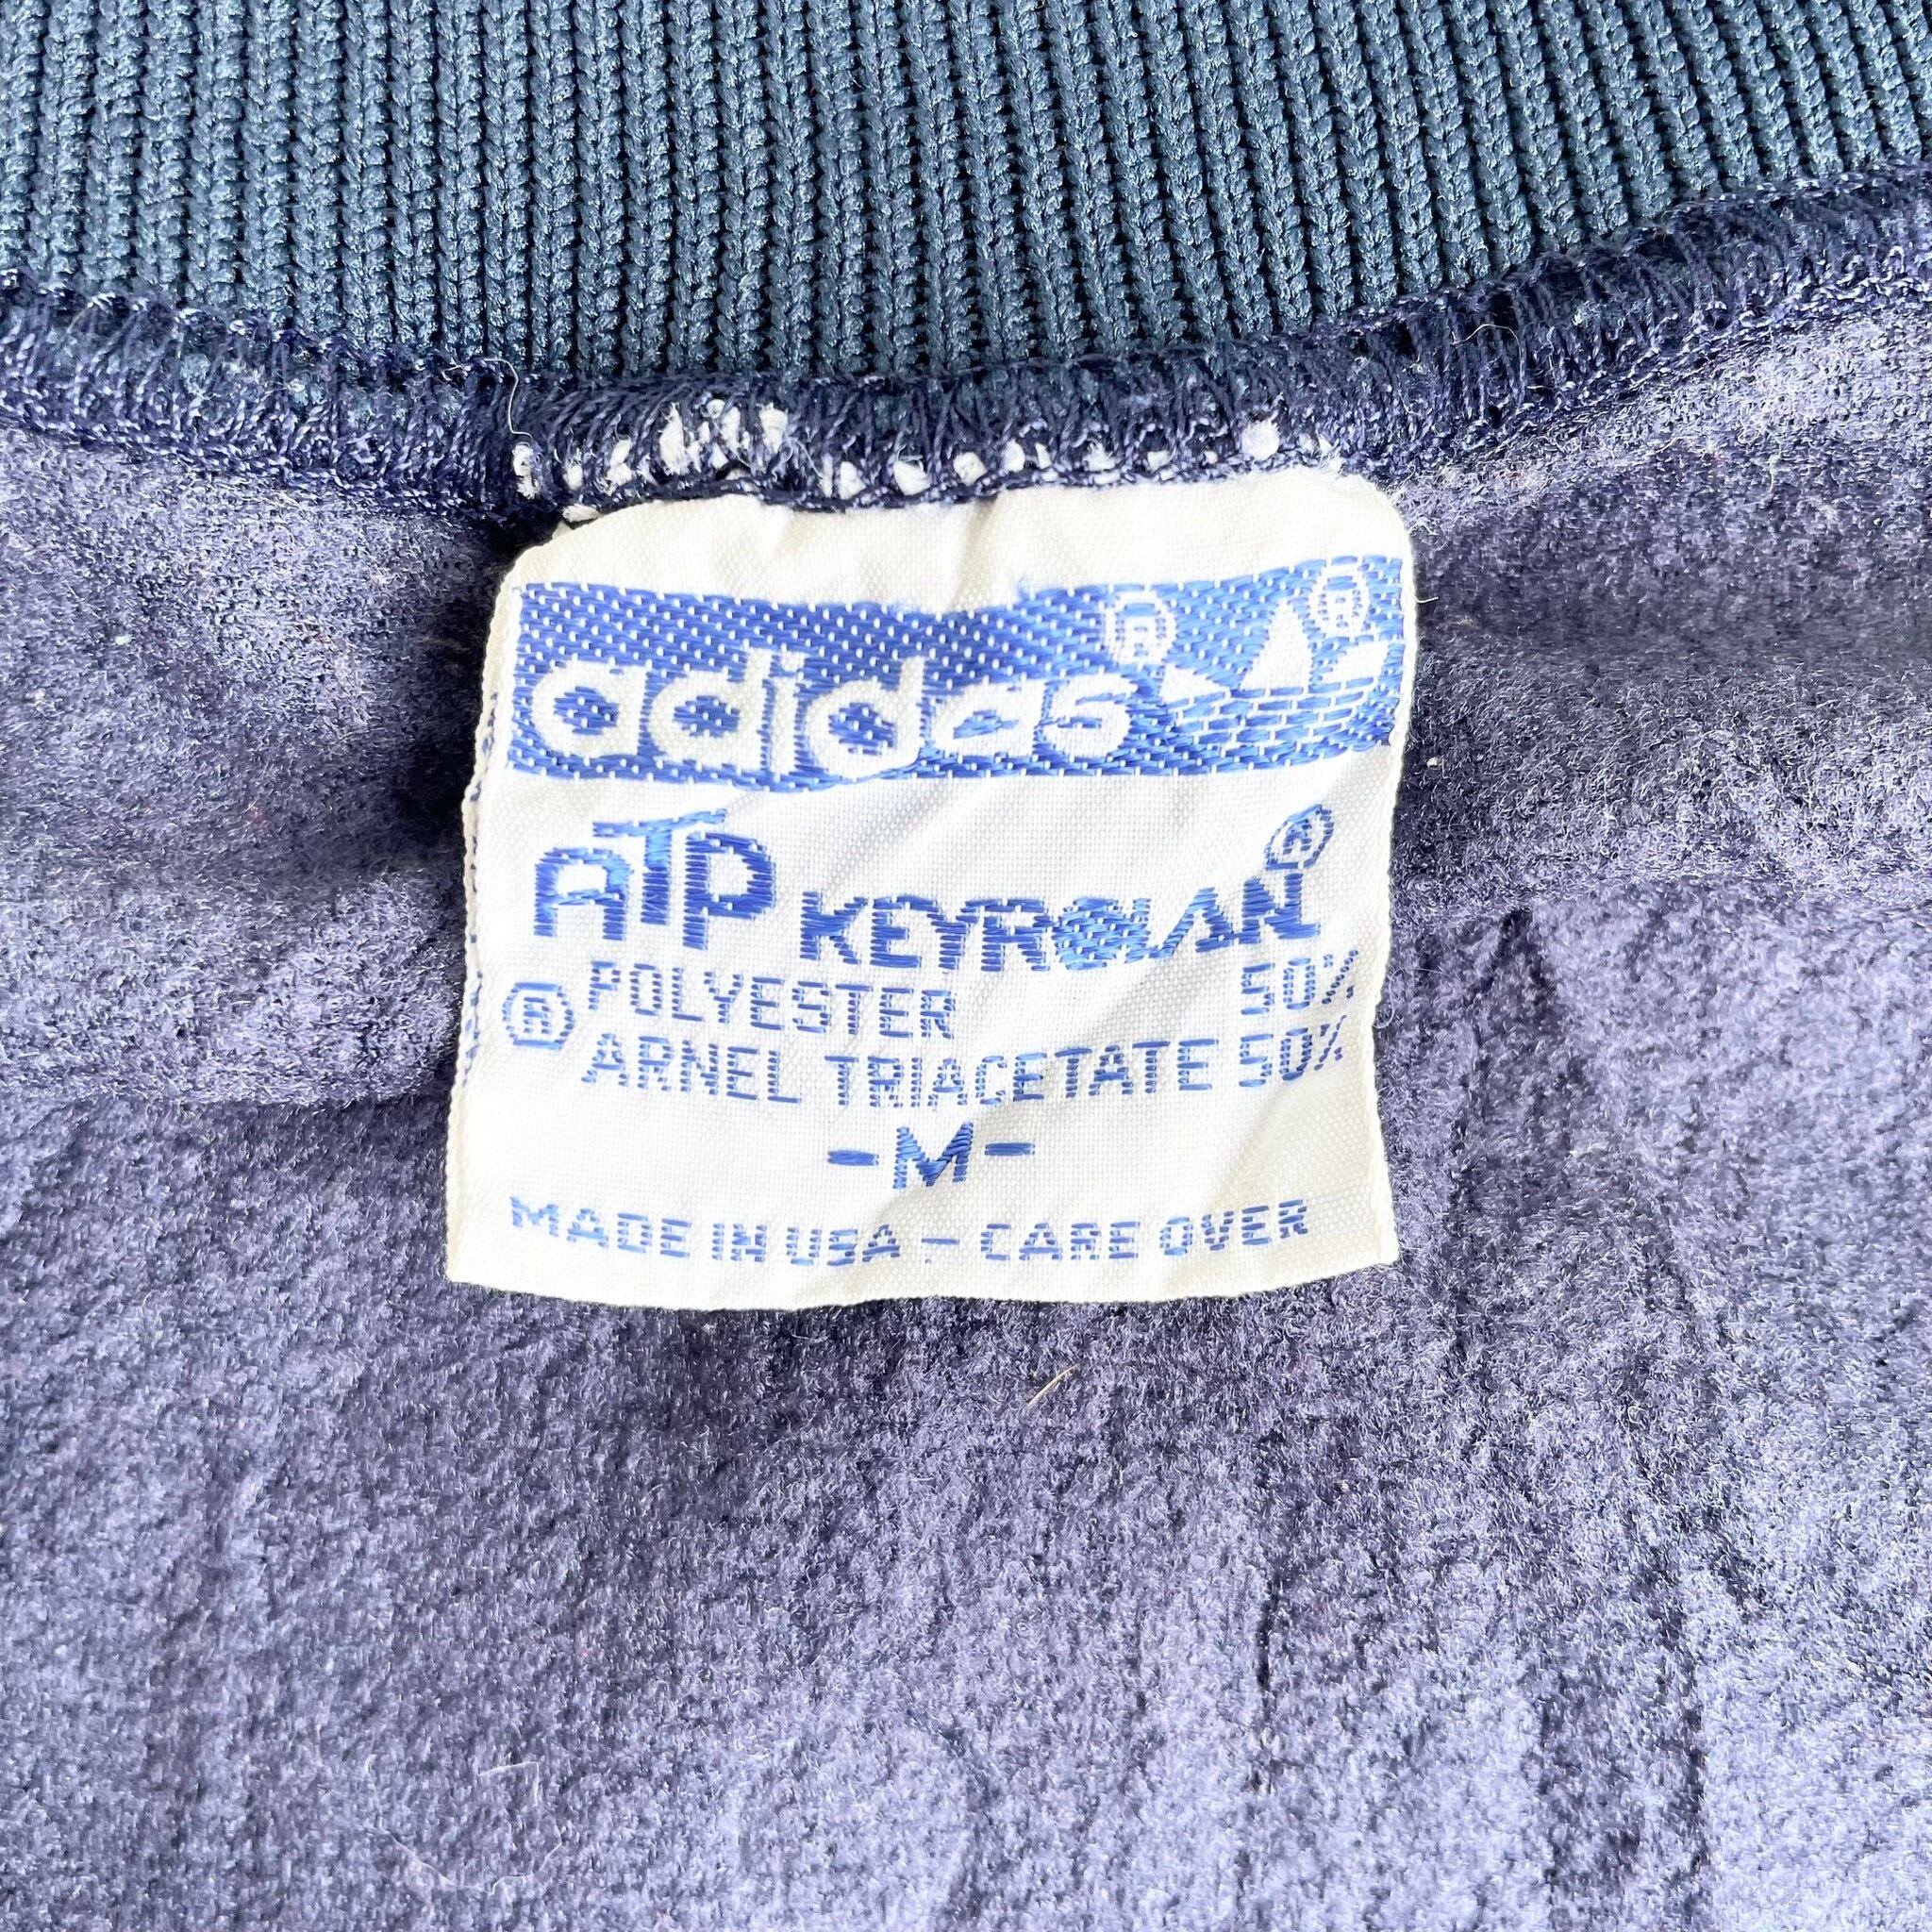 adidas® ®
ATP KEYROLAN®
POLYESTER 50%
® ARNEL TRIACETATE 50%
-M-
MADE IN USA - CARE OVER